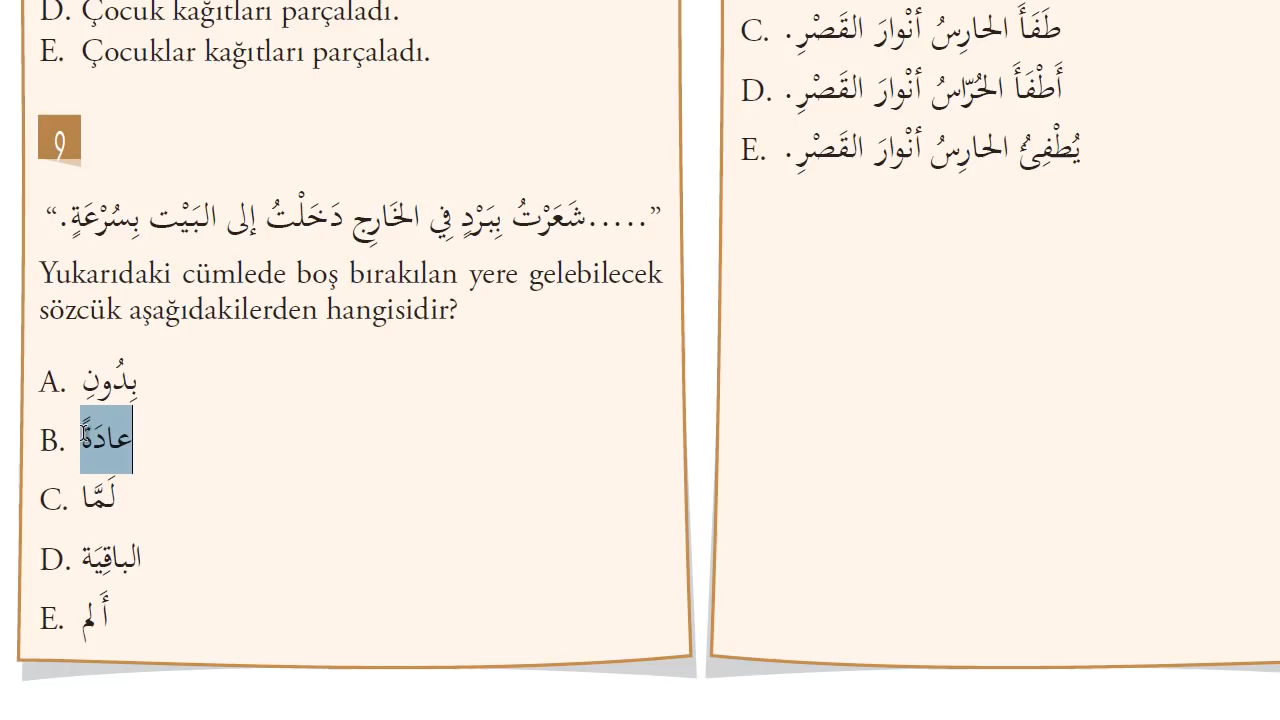 D. Çocuk kağıtları parçaladı.
E. Çocuklar kağıtları parçaladı.
9
”.....شَعَرْتُ بِبَرْدٍ فِي الخَارِجِ دَخَلْتُ إلى البَيْت بِسُرْعَةٍ.“
Yukarıdaki cümlede boş bırakılan yere gelebilecek
sözcük aşağıdakilerden hangisidir?
A. بِدُونِ
B. عادَةً
C. لَمَّا
D. الباقِيَة
E. أَلم
C. طَفَأَ الحارِسُ أنْوارَ القَصْرِ.
D. أَطْفَأَ الحُرّاسُ أنْوارَ القَصْرِ.
E. يُطْفِئُ الحارِسُ أنْوارَ القَصْرِ.